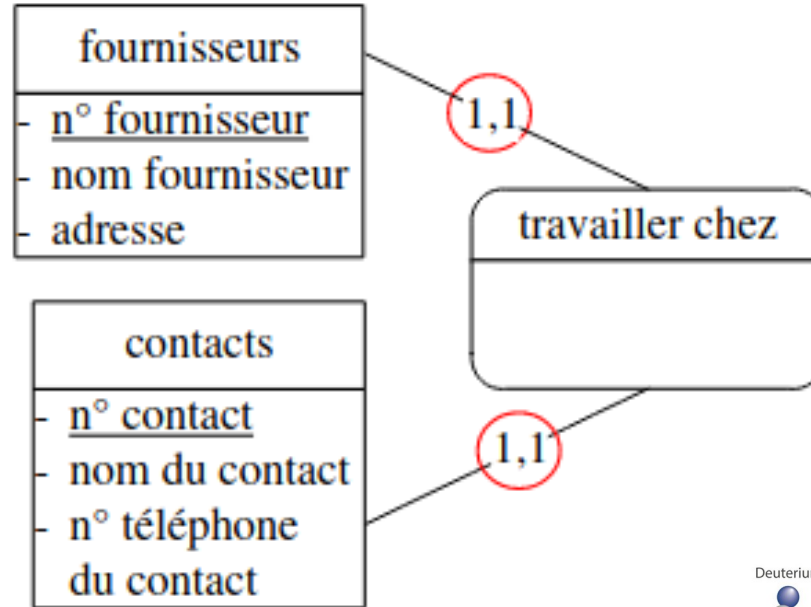 fournisseurs
- n° fournisseur
- nom fournisseur
- adresse
1,1
travailler chez
contacts
- n° contact
- nom du contact
- n° téléphone
du contact
1,1
Deuterium